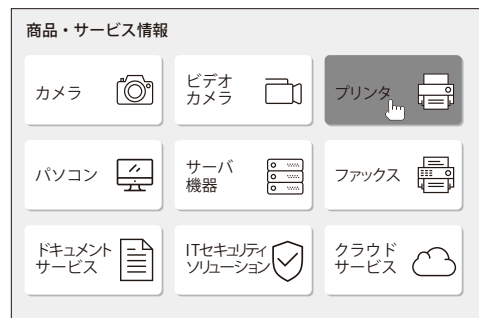 商品・サービス情報
カメラ
ビデオ
カメラ
プリンタ
パソコン
サーバ
機器
ファックス
ドキュメント
サービス
ITセキュリティ
ソリューション
クラウド
サービス